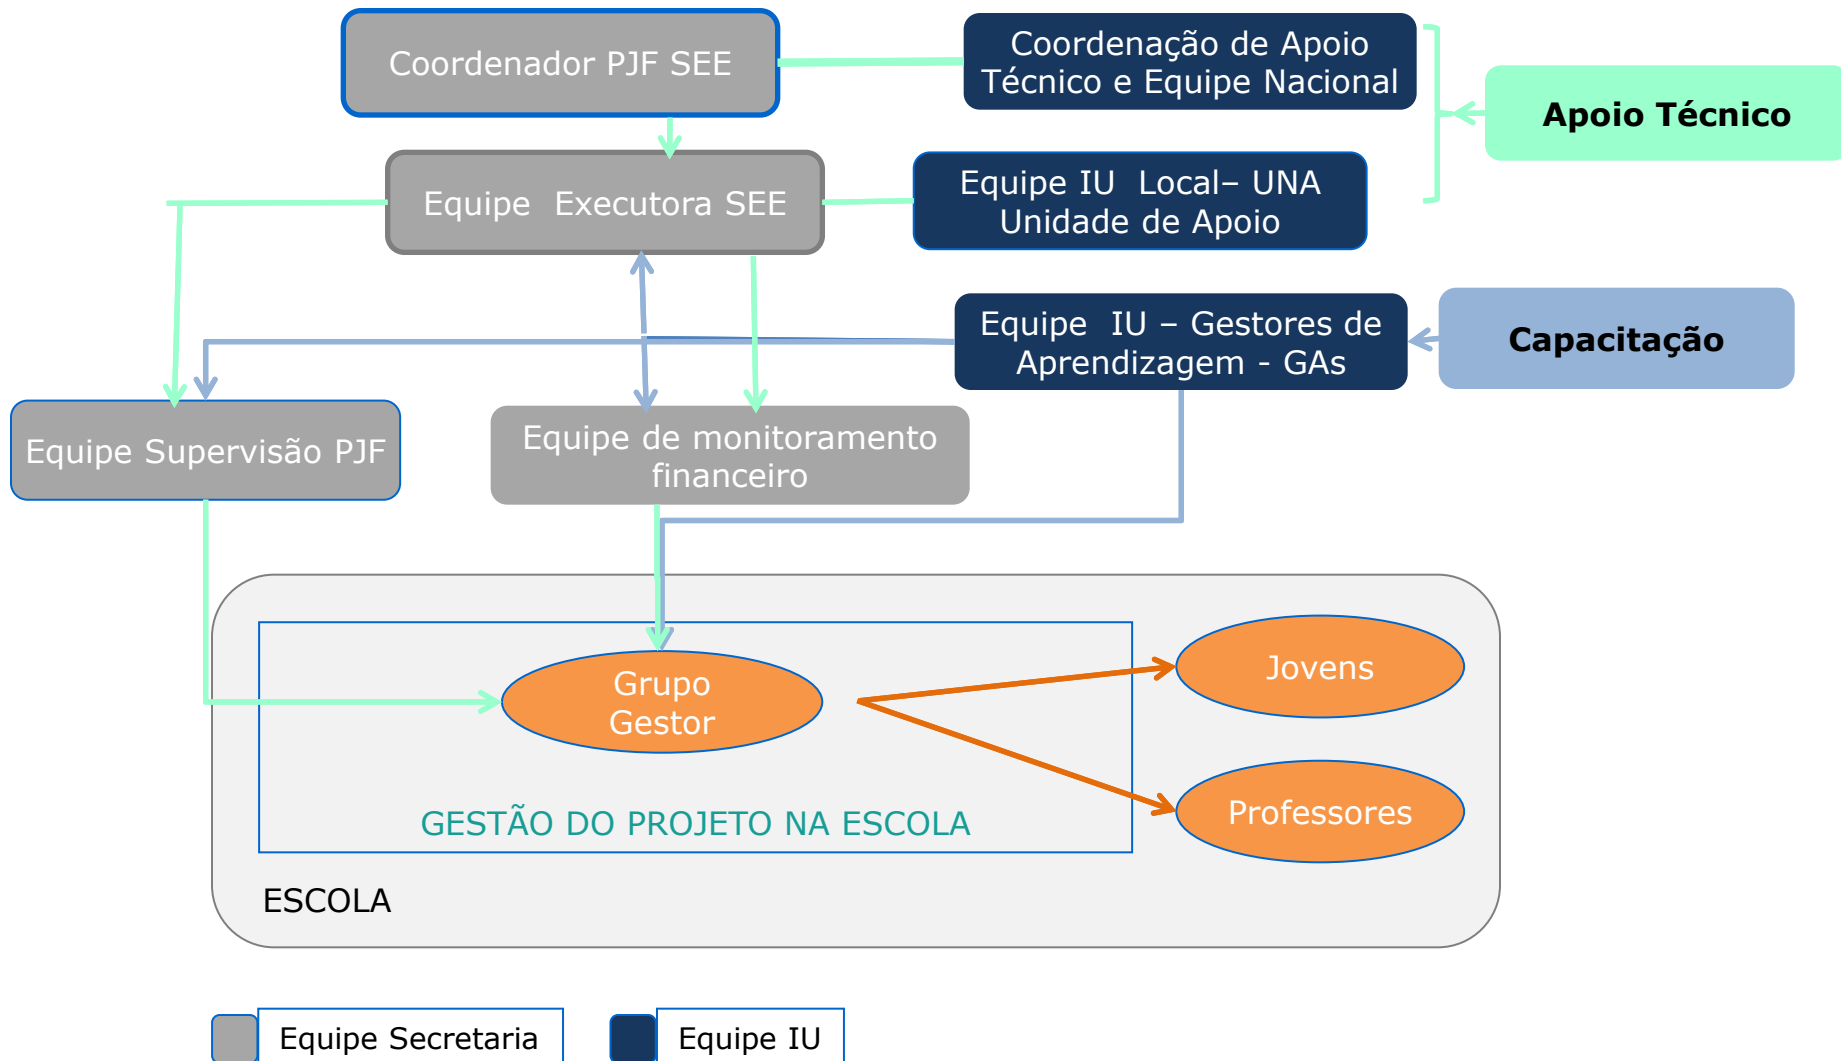 Coordenador PJF SEE
Coordenação de Apoio
Técnico e Equipe Nacional
Apoio Técnico
Equipe Executora SEE
Equipe IU Local– UNA
Unidade de Apoio
Equipe IU – Gestores de
Aprendizagem - GAs
Capacitação
Equipe Supervisão PJF
Equipe de monitoramento
financeiro
Grupo
Gestor
Jovens
Professores
GESTÃO DO PROJETO NA ESCOLA
ESCOLA
Equipe Secretaria
Equipe IU